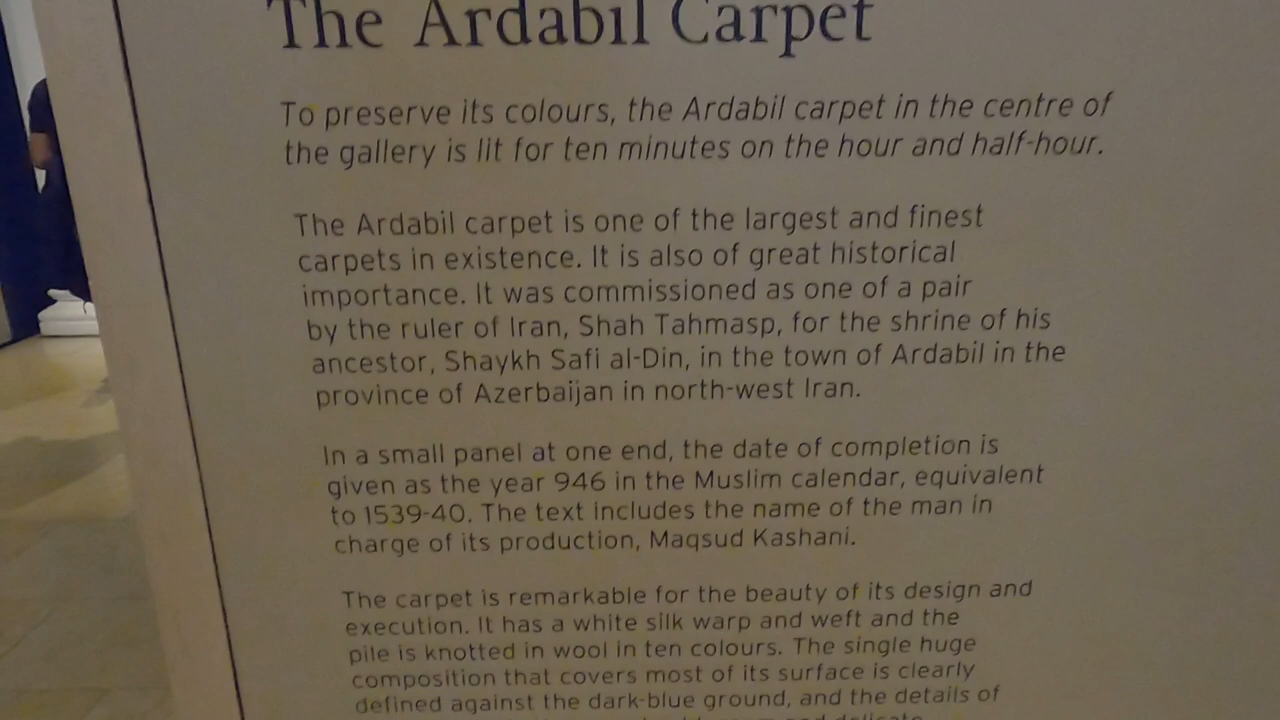 The Ardabil Carpet
To preserve its colours, the Ardabil carpet in the centre of
the gallery is lit for ten minutes on the hour and half-hour.
The Ardabil carpet is one of the largest and finest
carpets in existence. It is also of great historical
importance. It was commissioned as one of a pair
by the ruler of Iran, Shah Tahmasp, for the shrine of his
ancestor, Shaykh Safi al-Din, in the town of Ardabil in the
province of Azerbaijan in north-west Iran.
In a small panel at one end, the date of completion is
given as the year 946 in the Muslim calendar, equivalent
to 1539-40. The text includes the name of the man in
charge of its production, Maqsud Kashani.
The carpet is remarkable for the beauty of its design and
execution. It has a white silk warp and weft and the
pile is knotted in wool in ten colours. The single huge
composition that covers most of its surface is clearly
defined against the dark-blue ground, and the details of